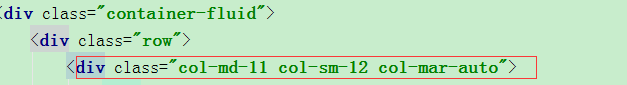 <div class="container-fluid">
<div class="row">
<div class="col-md-11 col-sm-12 col-mar-auto">